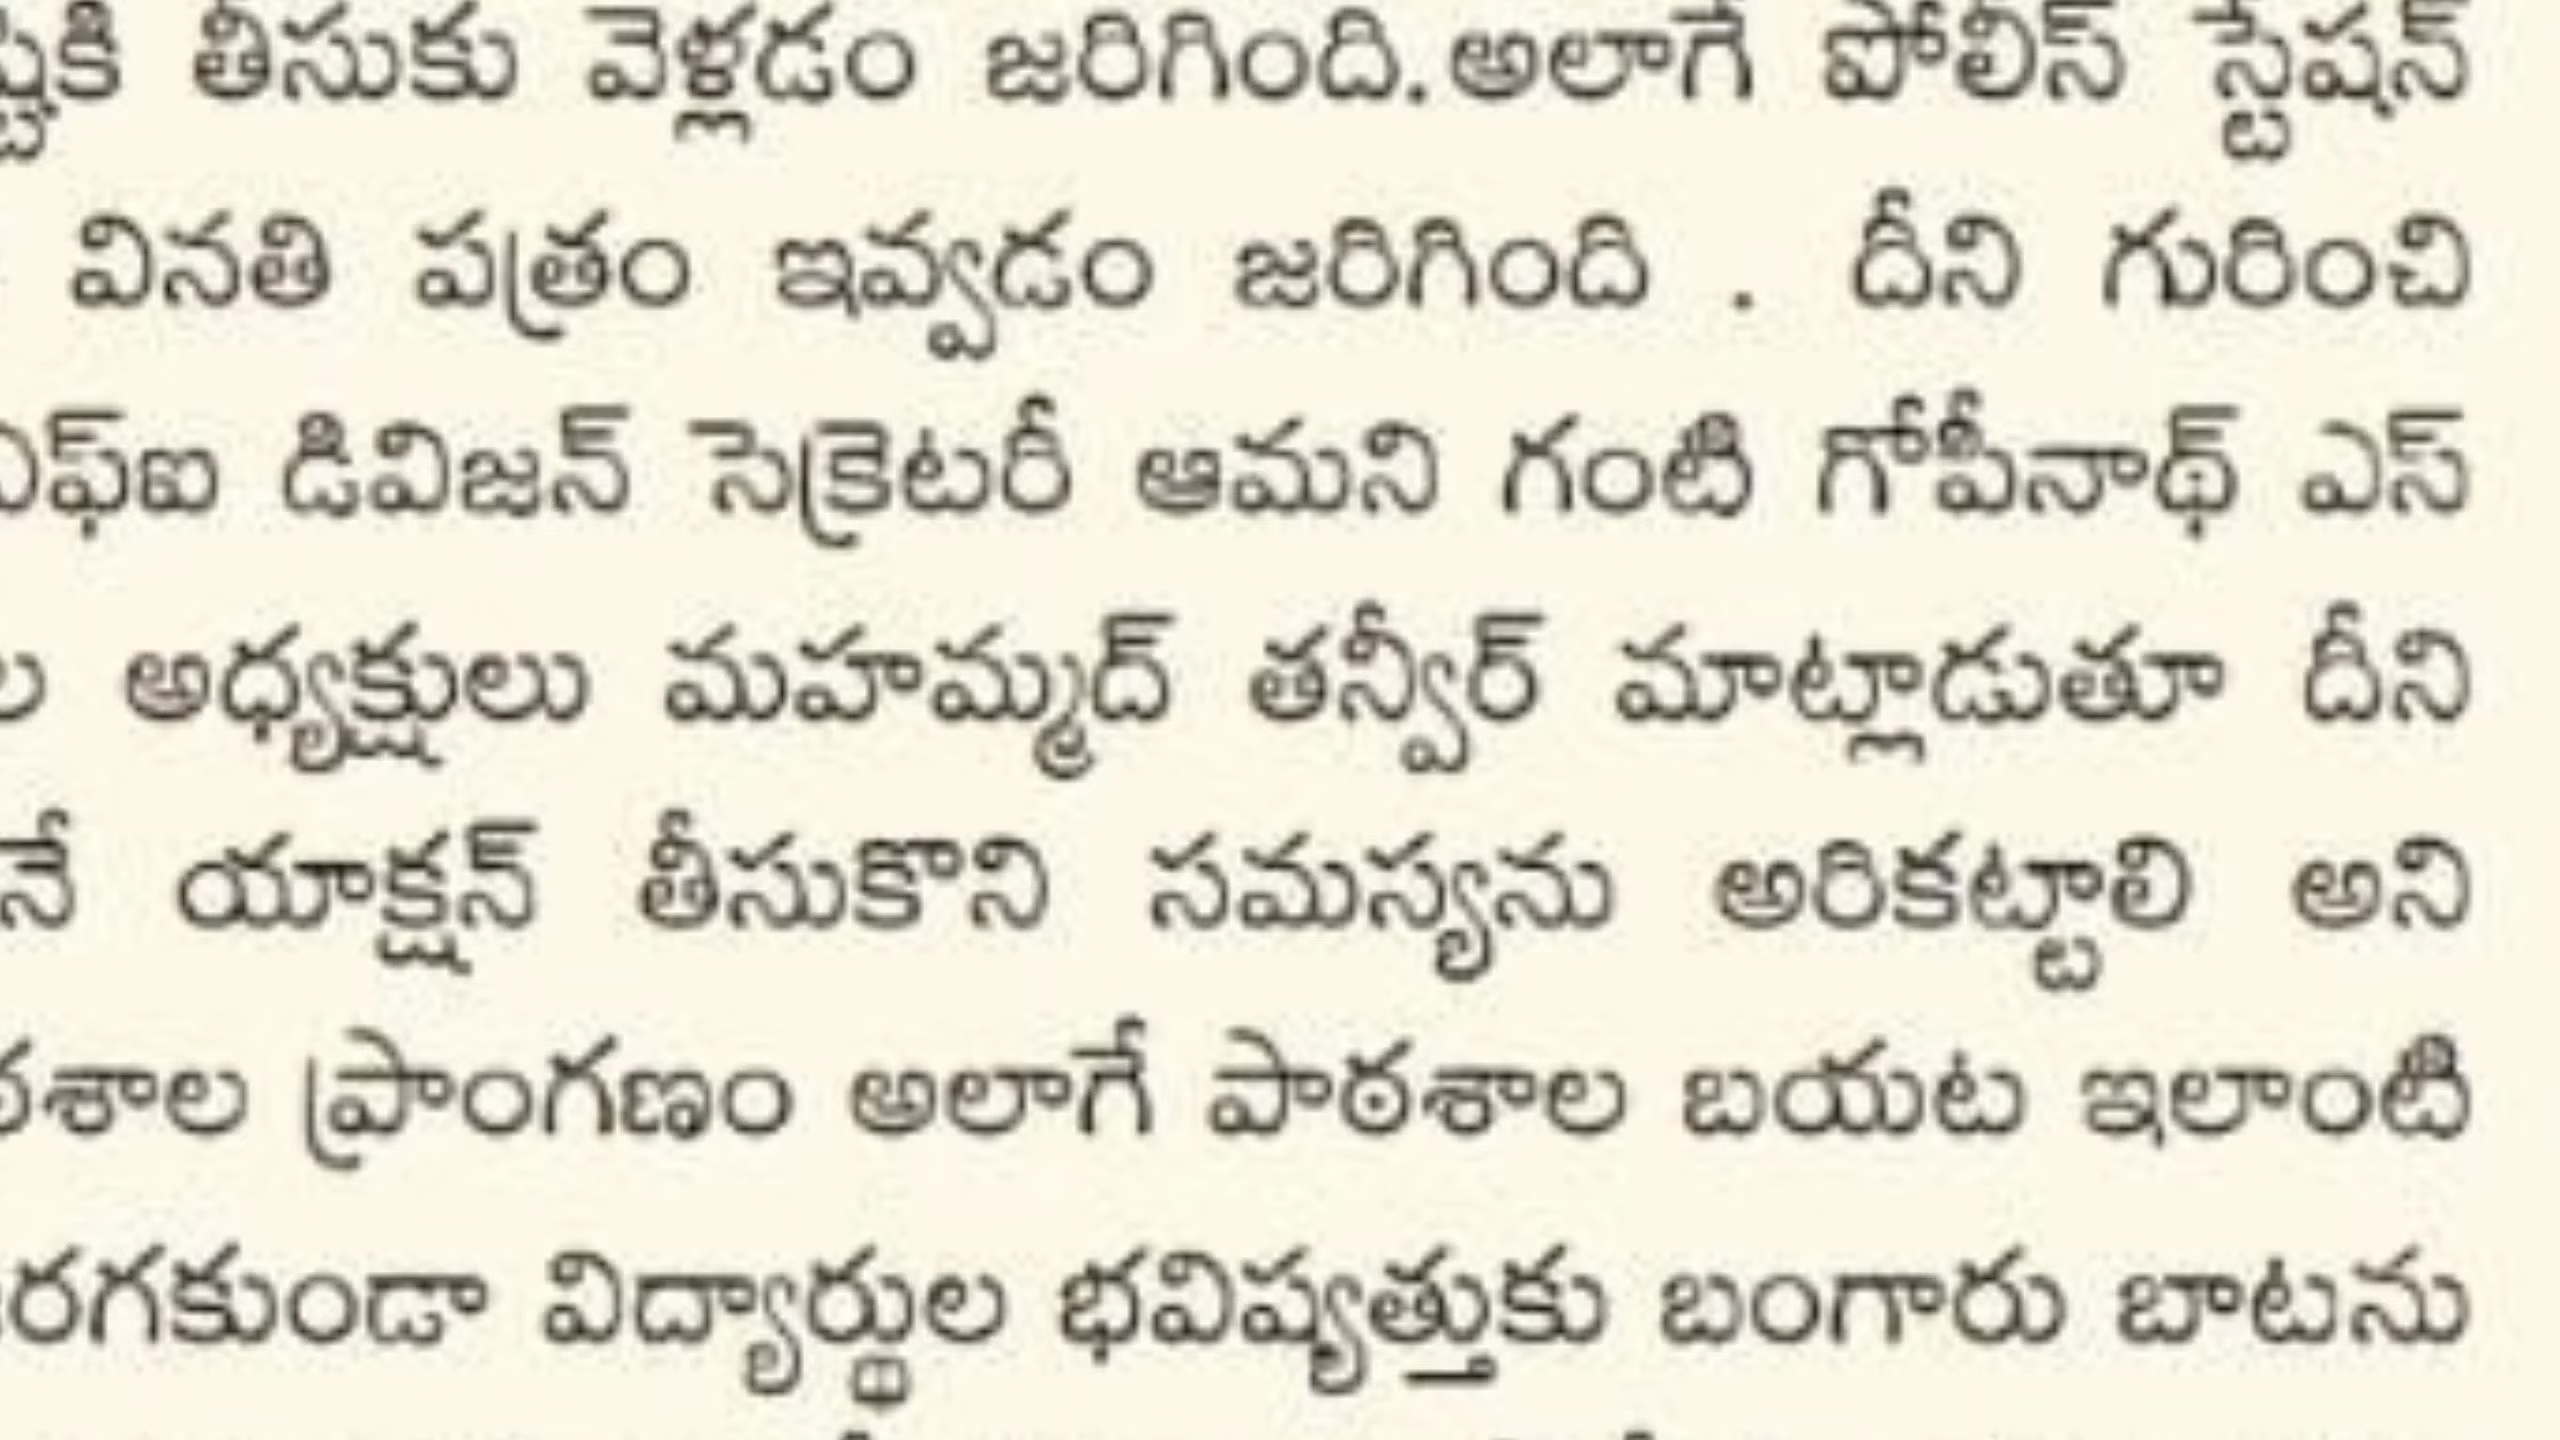 తీసుకు వెళ్లడం జరిగింది. అలాగే పోలీస్ స్టేషన్
వినతి పత్రం ఇవ్వడం జరిగింది . దీని గురించి
డివిజన్ సెక్రెటరీ ఆమని గంటి గోపీనాథ్ ఎస్
అధ్యక్షులు మహమ్మద్ తన్వీర్ మాట్లాడుతూ దీని
యాక్షన్ తీసుకొని సమస్యను అరికట్టాలి అని
ప్రాంగణం అలాగే పాఠశాల బయట ఇలాంటి
విద్యార్థుల భవిష్యత్తుకు బంగారు బాటను